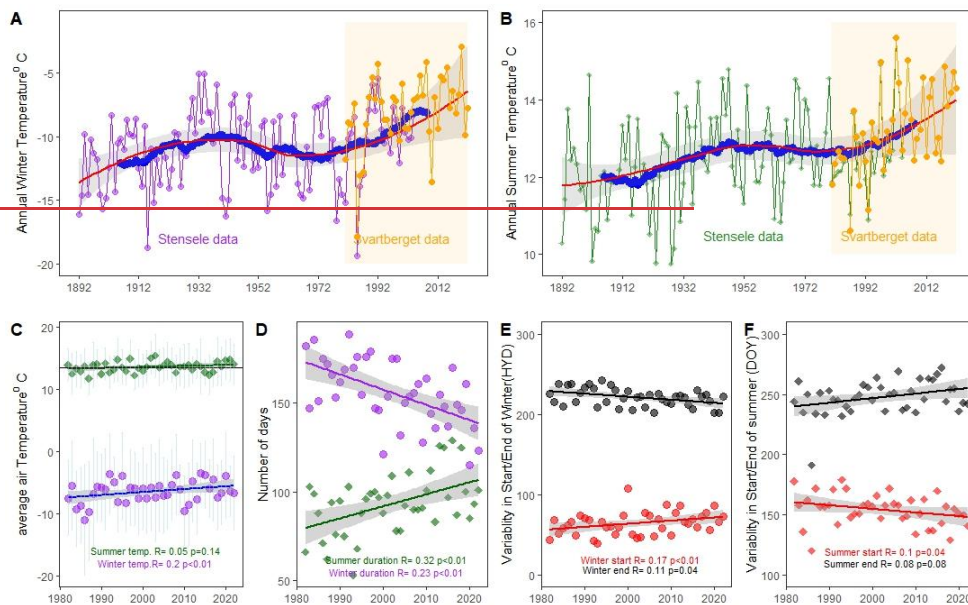 A
Annual Winter Temperature⁰ C
-5
-10
-15
-20
Stensele data
Svartberget data
1892 1912 1932 1952 1972 1992 2012
B
Annual Summer Temperature⁰ C
16
14
12
10
Stensele data
Svartberget data
1892 1912 1932 1952 1972 1992 2012
C
average air Temperature⁰ C
20
10
0
-10
-20
Summer temp. R= 0.05 p=0.14
Winter temp.R= 0.2 p<0.01
1980 1990 2000 2010 2020
D
Number of days
150
100
50
Summer duration R= 0.32 p<0.01
Winter duration R= 0.23 p<0.01
1980 1990 2000 2010 2020
E
Variability in Start/End of Winter(HYD)
300
200
100
0
Winter start R= 0.17 p<0.01
Winter end R= 0.11 p=0.04
1980 1990 2000 2010 2020
F
Variability in Start/End of summer (DOY)
300
250
200
150
100
Summer start R= 0.1 p=0.04
Summer end R= 0.08 p=0.08
1980 1990 2000 2010 2020